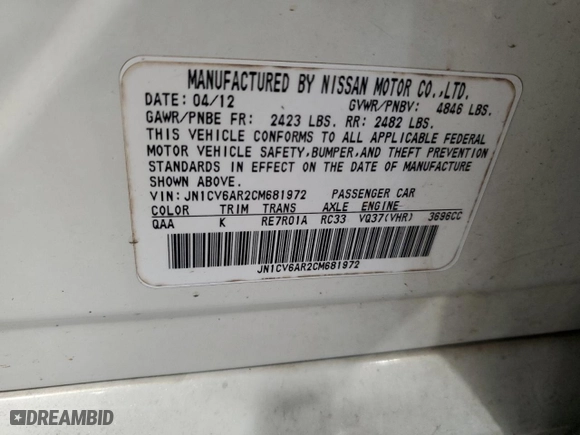 MANUFACTURED BY NISSAN MOTOR CO.,LTD.
DATE: 04/12 GVWR/PNBV: 4846 LBS.
GAWR/PNBE FR: 2423 LBS. RR: 2482 LBS.
THIS VEHICLE CONFORMS TO ALL APPLICABLE FEDERAL
MOTOR VEHICLE SAFETY,BUMPER,AND THEFT PREVENTION
STANDARDS IN EFFECT ON THE DATE OF MANUFACTURE
SHOWN ABOVE.
VIN: JN1CV6AR2CM681972 PASSENGER CAR
COLOR TRIM TRANS AXLE ENGINE
QAA K RE7R01A RC33 VQ37(VHR) 3696CC
JN1CV6AR2CM681972
DREAMBID